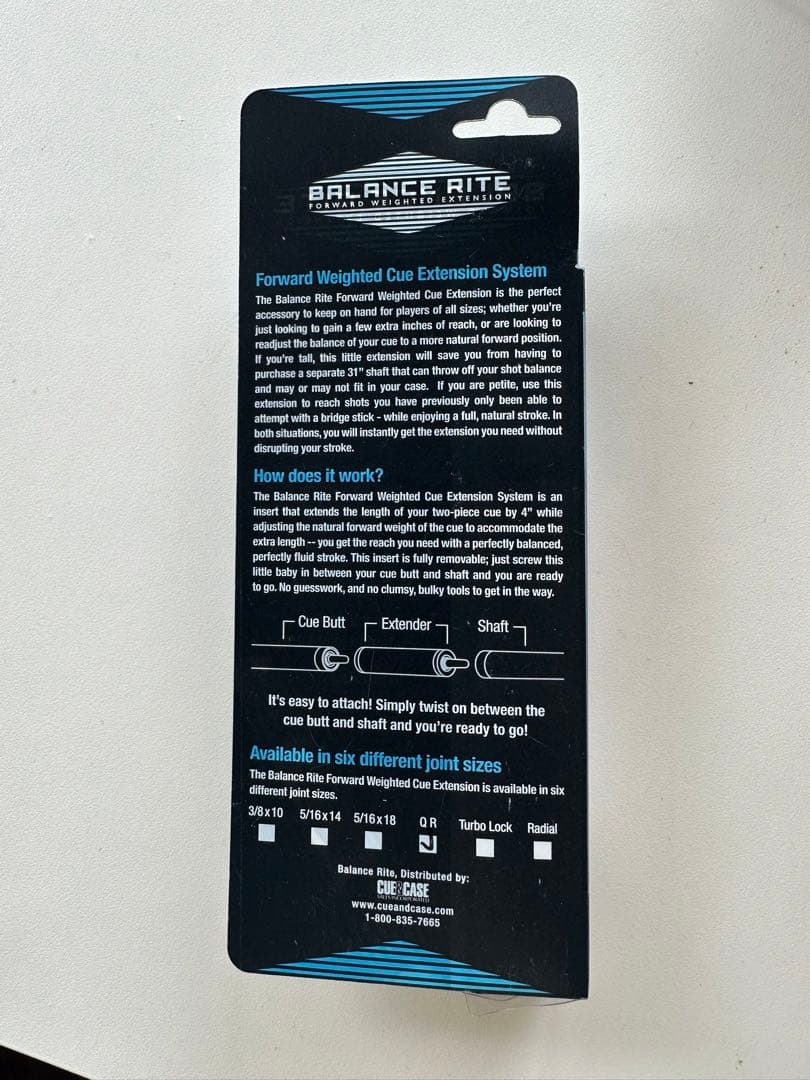 BALANCE RITE
FORWARD WEIGHTED EXTENSION
Forward Weighted Cue Extension System
The Balance Rite Forward Weighted Cue Extension is the perfect
accessory to keep on hand for players of all sizes; whether you're
just looking to gain a few extra inches of reach, or are looking to
readjust the balance of your cue to a more natural forward position.
If you're tall, this little extension will save you from having to
purchase a separate 31" shaft that can throw off your shot balance
and may or may not fit in your case. If you are petite, use this
extension to reach shots you have previously only been able to
attempt with a bridge stick - while enjoying a full, natural stroke. In
both situations, you will instantly get the extension you need without
disrupting your stroke.
How does it work?
The Balance Rite Forward Weighted Cue Extension System is an
insert that extends the length of your two-piece cue by 4" while
adjusting the natural forward weight of the cue to accommodate the
extra length -- you get the reach you need with a perfectly balanced,
perfectly fluid stroke. This insert is fully removable; just screw this
little baby in between your cue butt and shaft and you are ready
to go. No guesswork, and no clumsy, bulky tools to get in the way.
Cue Butt Extender Shaft
It's easy to attach! Simply twist on between the
cue butt and shaft and you're ready to go!
Available in six different joint sizes
The Balance Rite Forward Weighted Cue Extension is available in six
different joint sizes.
3/8x10 5/16x14 5/16x18 QR Turbo Lock Radial
Balance Rite, Distributed by:
CUE&CASE
SALES INCORPORATED
www.cueandcase.com
1-800-835-7665